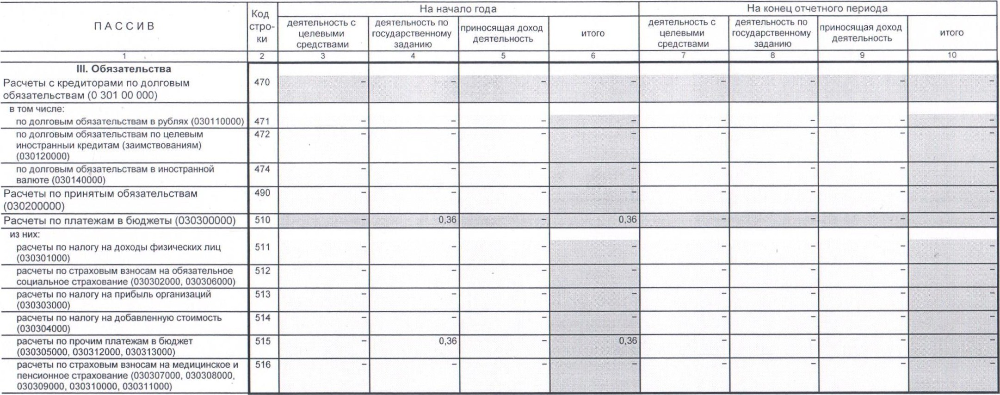 ПАССИВ
Код
стро-
ки
На начало года
На конец отчетного периода
деятельность с
целевыми
средствами
деятельность по
государственному
заданию
приносящая доход
деятельность
итого
деятельность с
целевыми
средствами
деятельность по
государственному
заданию
приносящая доход
деятельность
итого
1 2 3 4 5 6 7 8 9 10
III. Обязательства
Расчеты с кредиторами по долговым 470 – – – – – – – –
обязательствам (0 301 00 000)
в том числе:
по долговым обязательствам в рублях (030110000) 471 – – – – – – – –
по долговым обязательствам по целевым 472 – – – – – – – –
иностранныи кредитам (заимствованиям)
(030120000)
по долговым обязательствам в иностранной 474 – – – – – – – –
валюте (030140000)
Расчеты по принятым обязательствам 490 – – – – – – – –
(030200000)
Расчеты по платежам в бюджеты (030300000) 510 – 0,36 – 0,36 – – – –
из них:
расчеты по налогу на доходы физических лиц 511 – – – – – – – –
(030301000)
расчеты по страховым взносам на обязательное 512 – – – – – – – –
социальное страхование (030302000, 030306000)
расчеты по налогу на прибыль организаций 513 – – – – – – – –
(030303000)
расчеты по налогу на добавленную стоимость 514 – – – – – – – –
(030304000)
расчеты по прочим платежам в бюджет 515 – 0,36 – 0,36 – – – –
(030305000, 030312000, 030313000)
расчеты по страховым взносам на медицинское и 516 – – – – – – – –
пенсионное страхование (030307000, 030308000,
030309000, 030310000, 030311000)